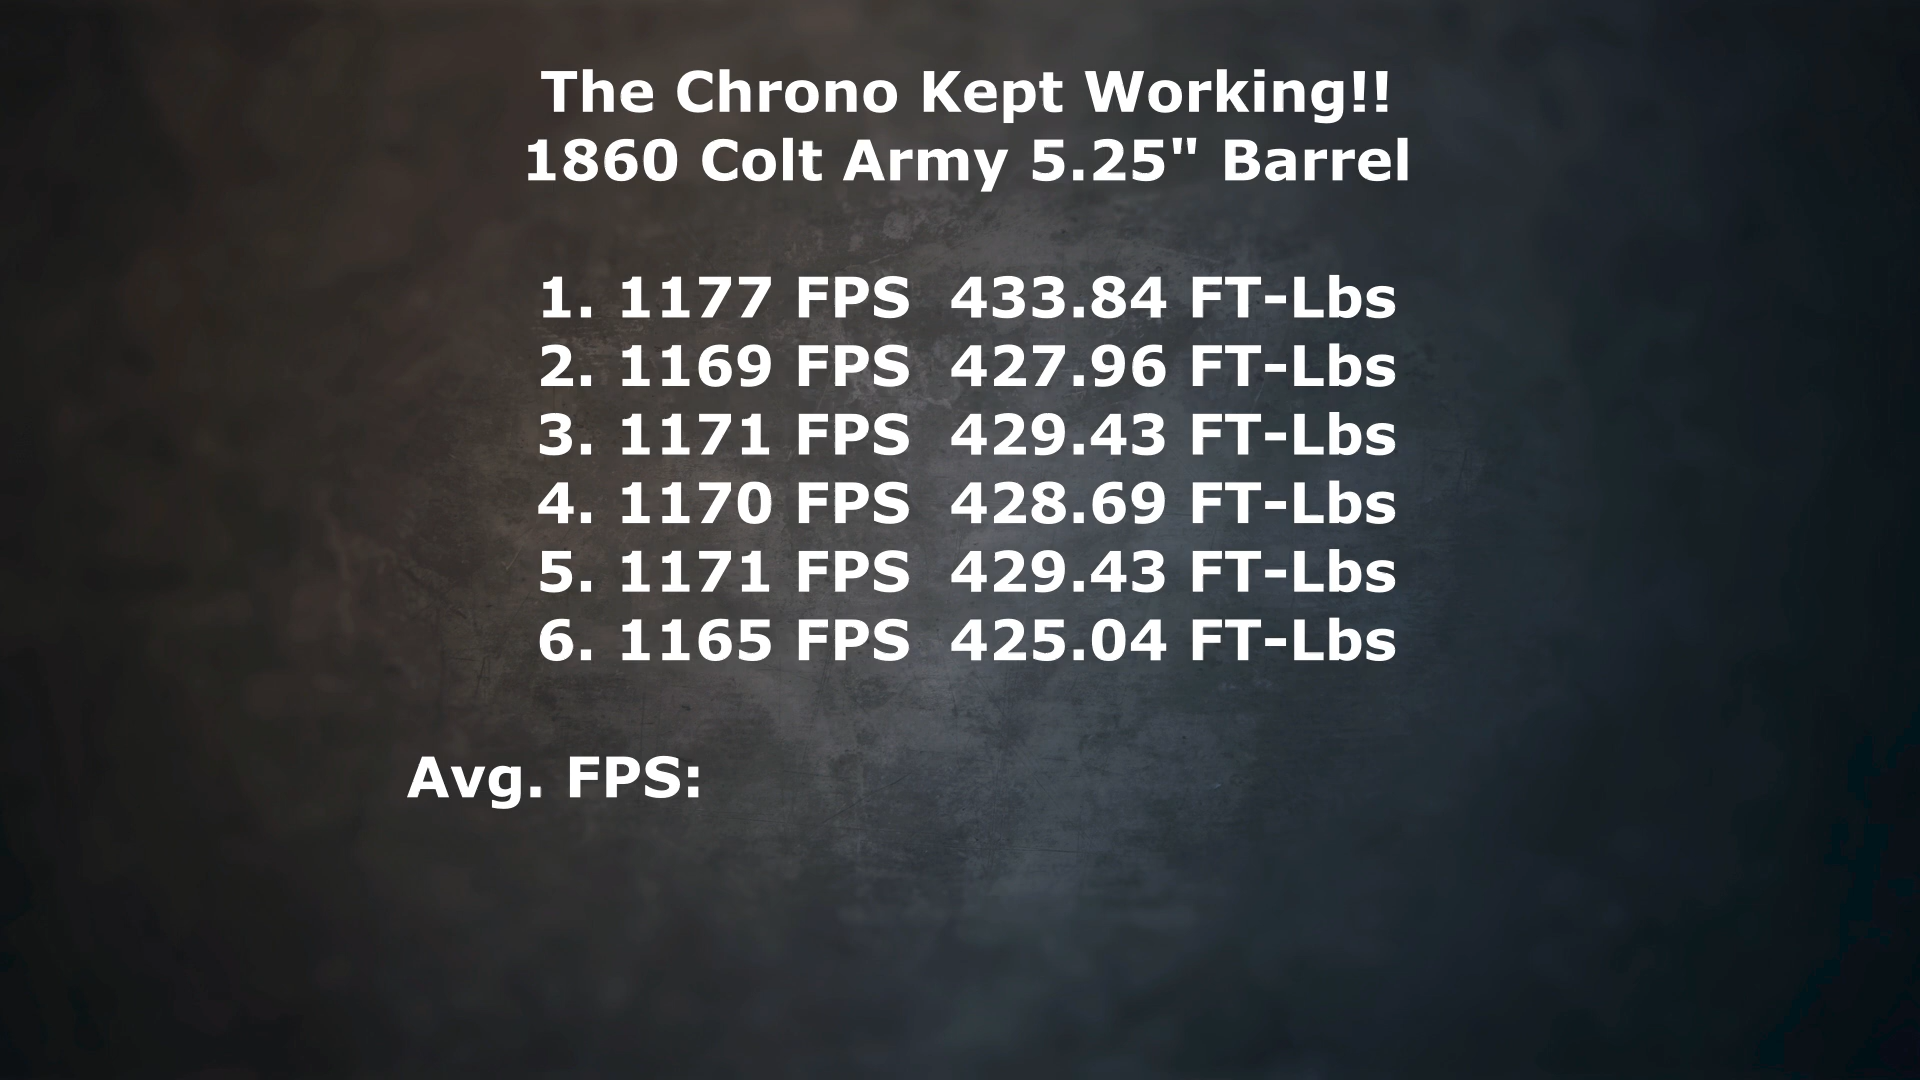 The Chrono Kept Working!!
1860 Colt Army 5.25" Barrel
1. 1177 FPS  433.84 FT-Lbs
2. 1169 FPS  427.96 FT-Lbs
3. 1171 FPS  429.43 FT-Lbs
4. 1170 FPS  428.69 FT-Lbs
5. 1171 FPS  429.43 FT-Lbs
6. 1165 FPS  425.04 FT-Lbs
Avg. FPS: